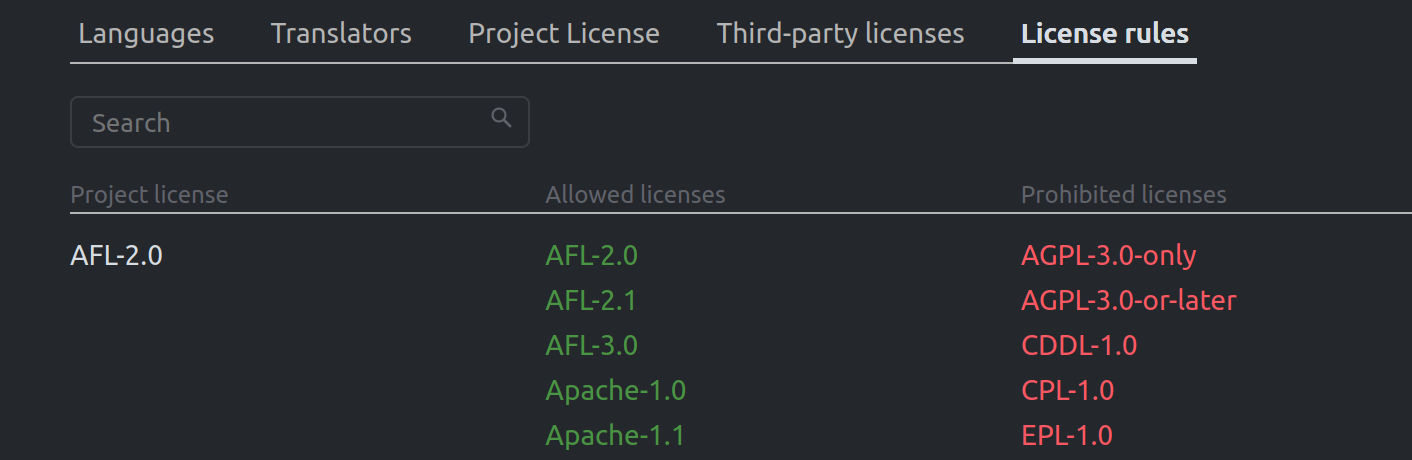 Languages Translators Project License Third-party licenses License rules
Search
Project license Allowed licenses Prohibited licenses
AFL-2.0 AFL-2.0 AGPL-3.0-only
AFL-2.1 AGPL-3.0-or-later
AFL-3.0 CDDL-1.0
Apache-1.0 CPL-1.0
Apache-1.1 EPL-1.0